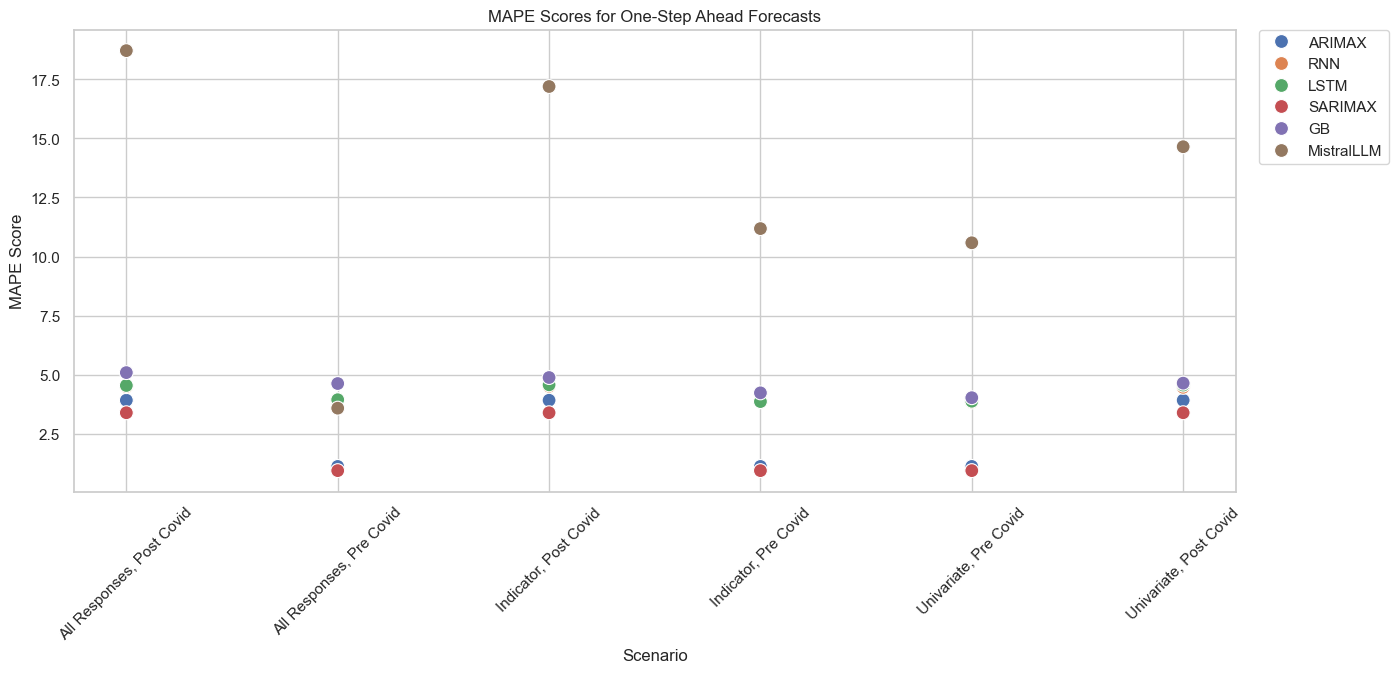 MAPE Scores for One-Step Ahead Forecasts
ARIMAX
RNN
LSTM
SARIMAX
GB
MistralLLM
MAPE Score
17.5
15.0
12.5
10.0
7.5
5.0
2.5
All Responses, Post Covid
All Responses, Pre Covid
Indicator, Post Covid
Indicator, Pre Covid
Univariate, Pre Covid
Univariate, Post Covid
Scenario